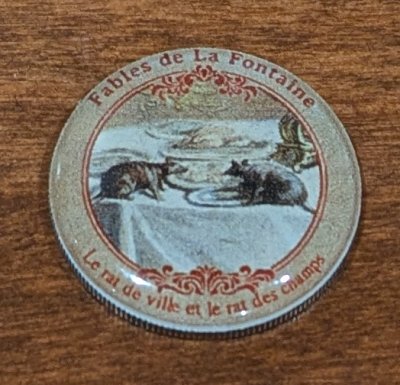 Fables de La Fontaine
Le rat de ville et le rat des champs